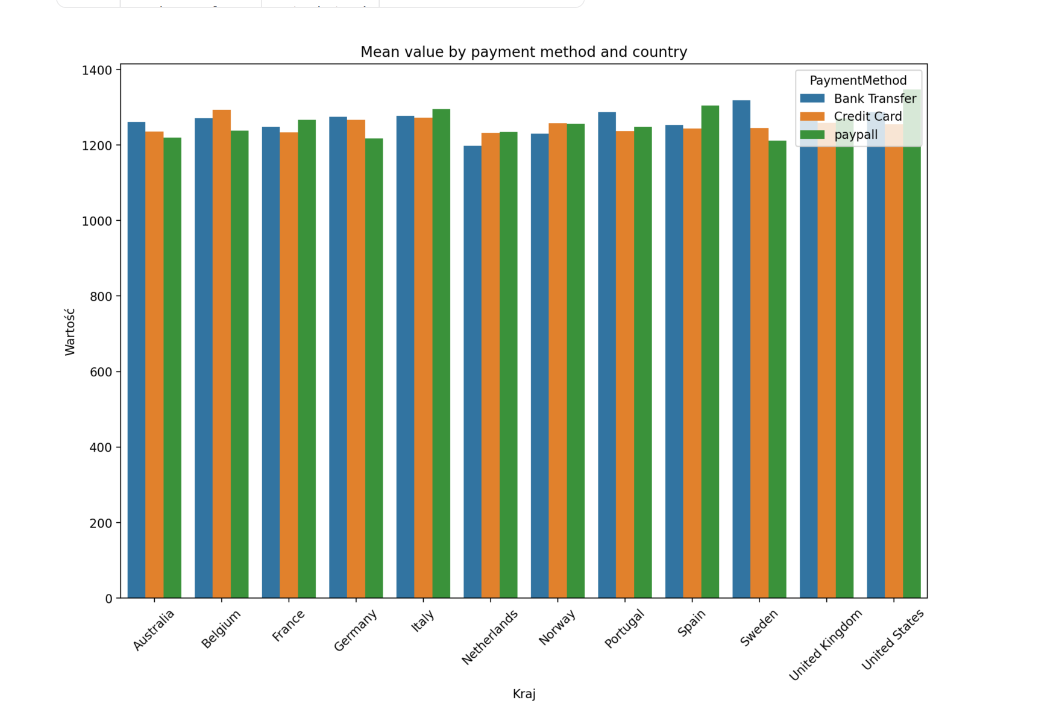 Mean value by payment method and country
PaymentMethod
Bank Transfer
Credit Card
paypall
1400
1200
1000
800
600
400
200
0
Wartość
Australia
Belgium
France
Germany
Italy
Netherlands
Norway
Portugal
Spain
Sweden
United Kingdom
United States
Kraj